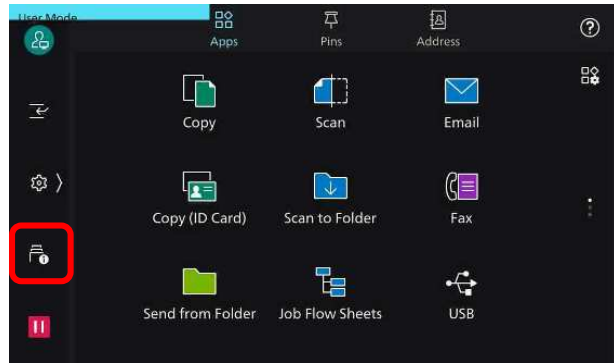 User Mode
Apps
Pins
Address
Copy
Scan
Email
Copy (ID Card)
Scan to Folder
Fax
Send from Folder
Job Flow Sheets
USB